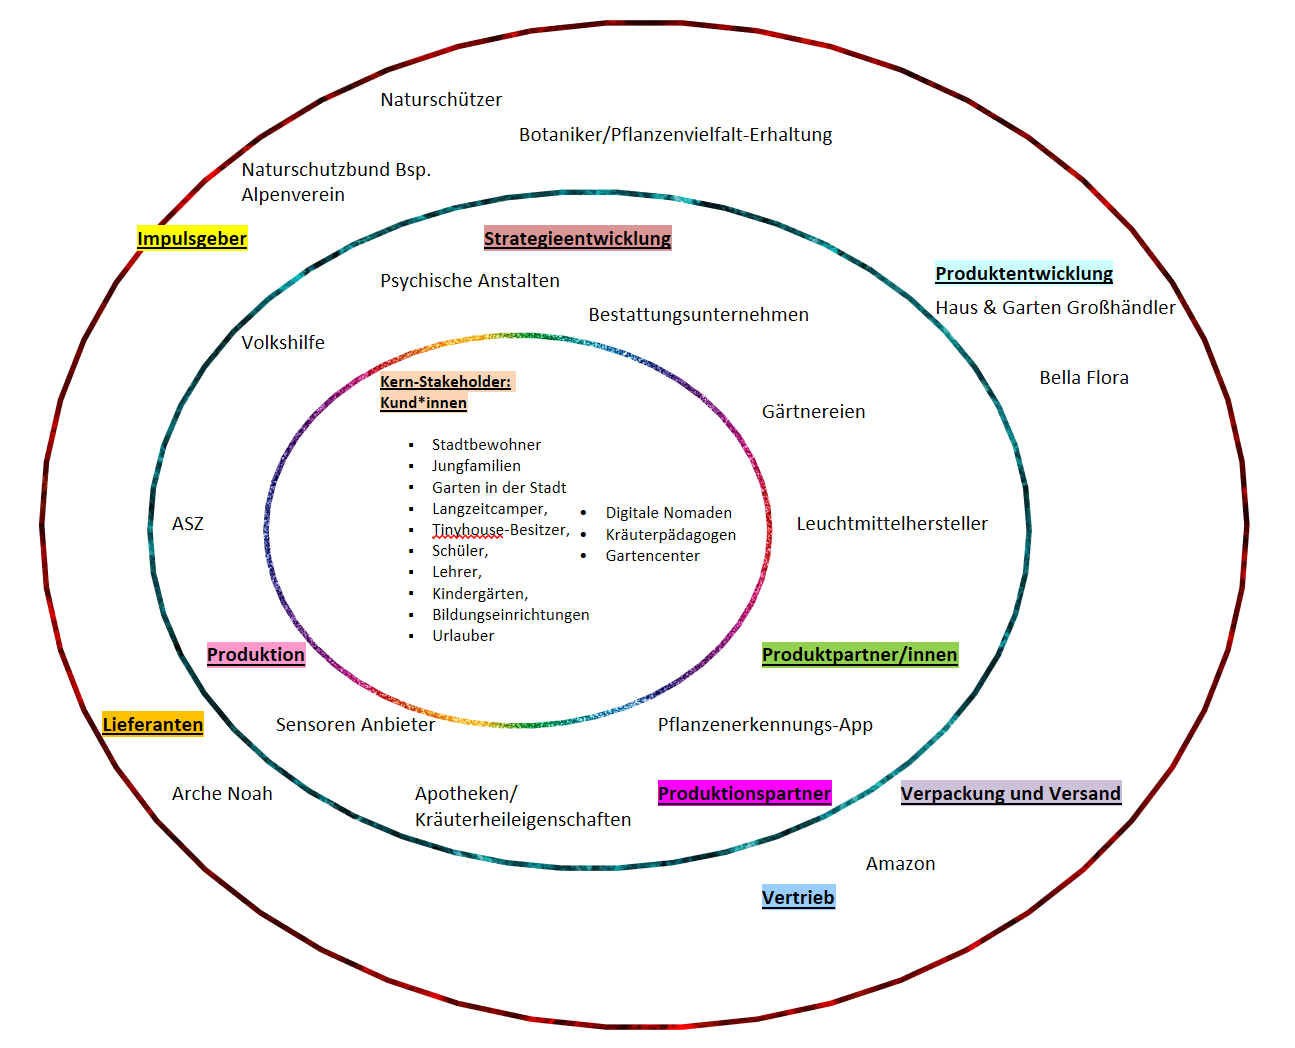 Naturschützer
Botaniker/Pflanzenvielfalt-Erhaltung
Naturschutzbund Bsp.
Alpenverein
Impulsgeber
Strategieentwicklung
Produktentwicklung
Psychische Anstalten
Haus & Garten Großhändler
Bestattungsunternehmen
Volkshilfe
Bella Flora
Kern-Stakeholder:
Kund*innen
Gärtnereien
▪ Stadtbewohner
▪ Jungfamilien
▪ Garten in der Stadt
▪ Langzeitcamper,
▪ Tinyhouse-Besitzer,
▪ Schüler,
▪ Lehrer,
▪ Kindergärten,
▪ Bildungseinrichtungen
▪ Urlauber
• Digitale Nomaden
• Kräuterpädagogen
• Gartencenter
ASZ
Leuchtmittelhersteller
Produktion
Produktpartner/innen
Lieferanten
Sensoren Anbieter
Pflanzenerkennungs-App
Arche Noah
Apotheken/
Kräuterheileigenschaften
Produktionspartner
Verpackung und Versand
Amazon
Vertrieb